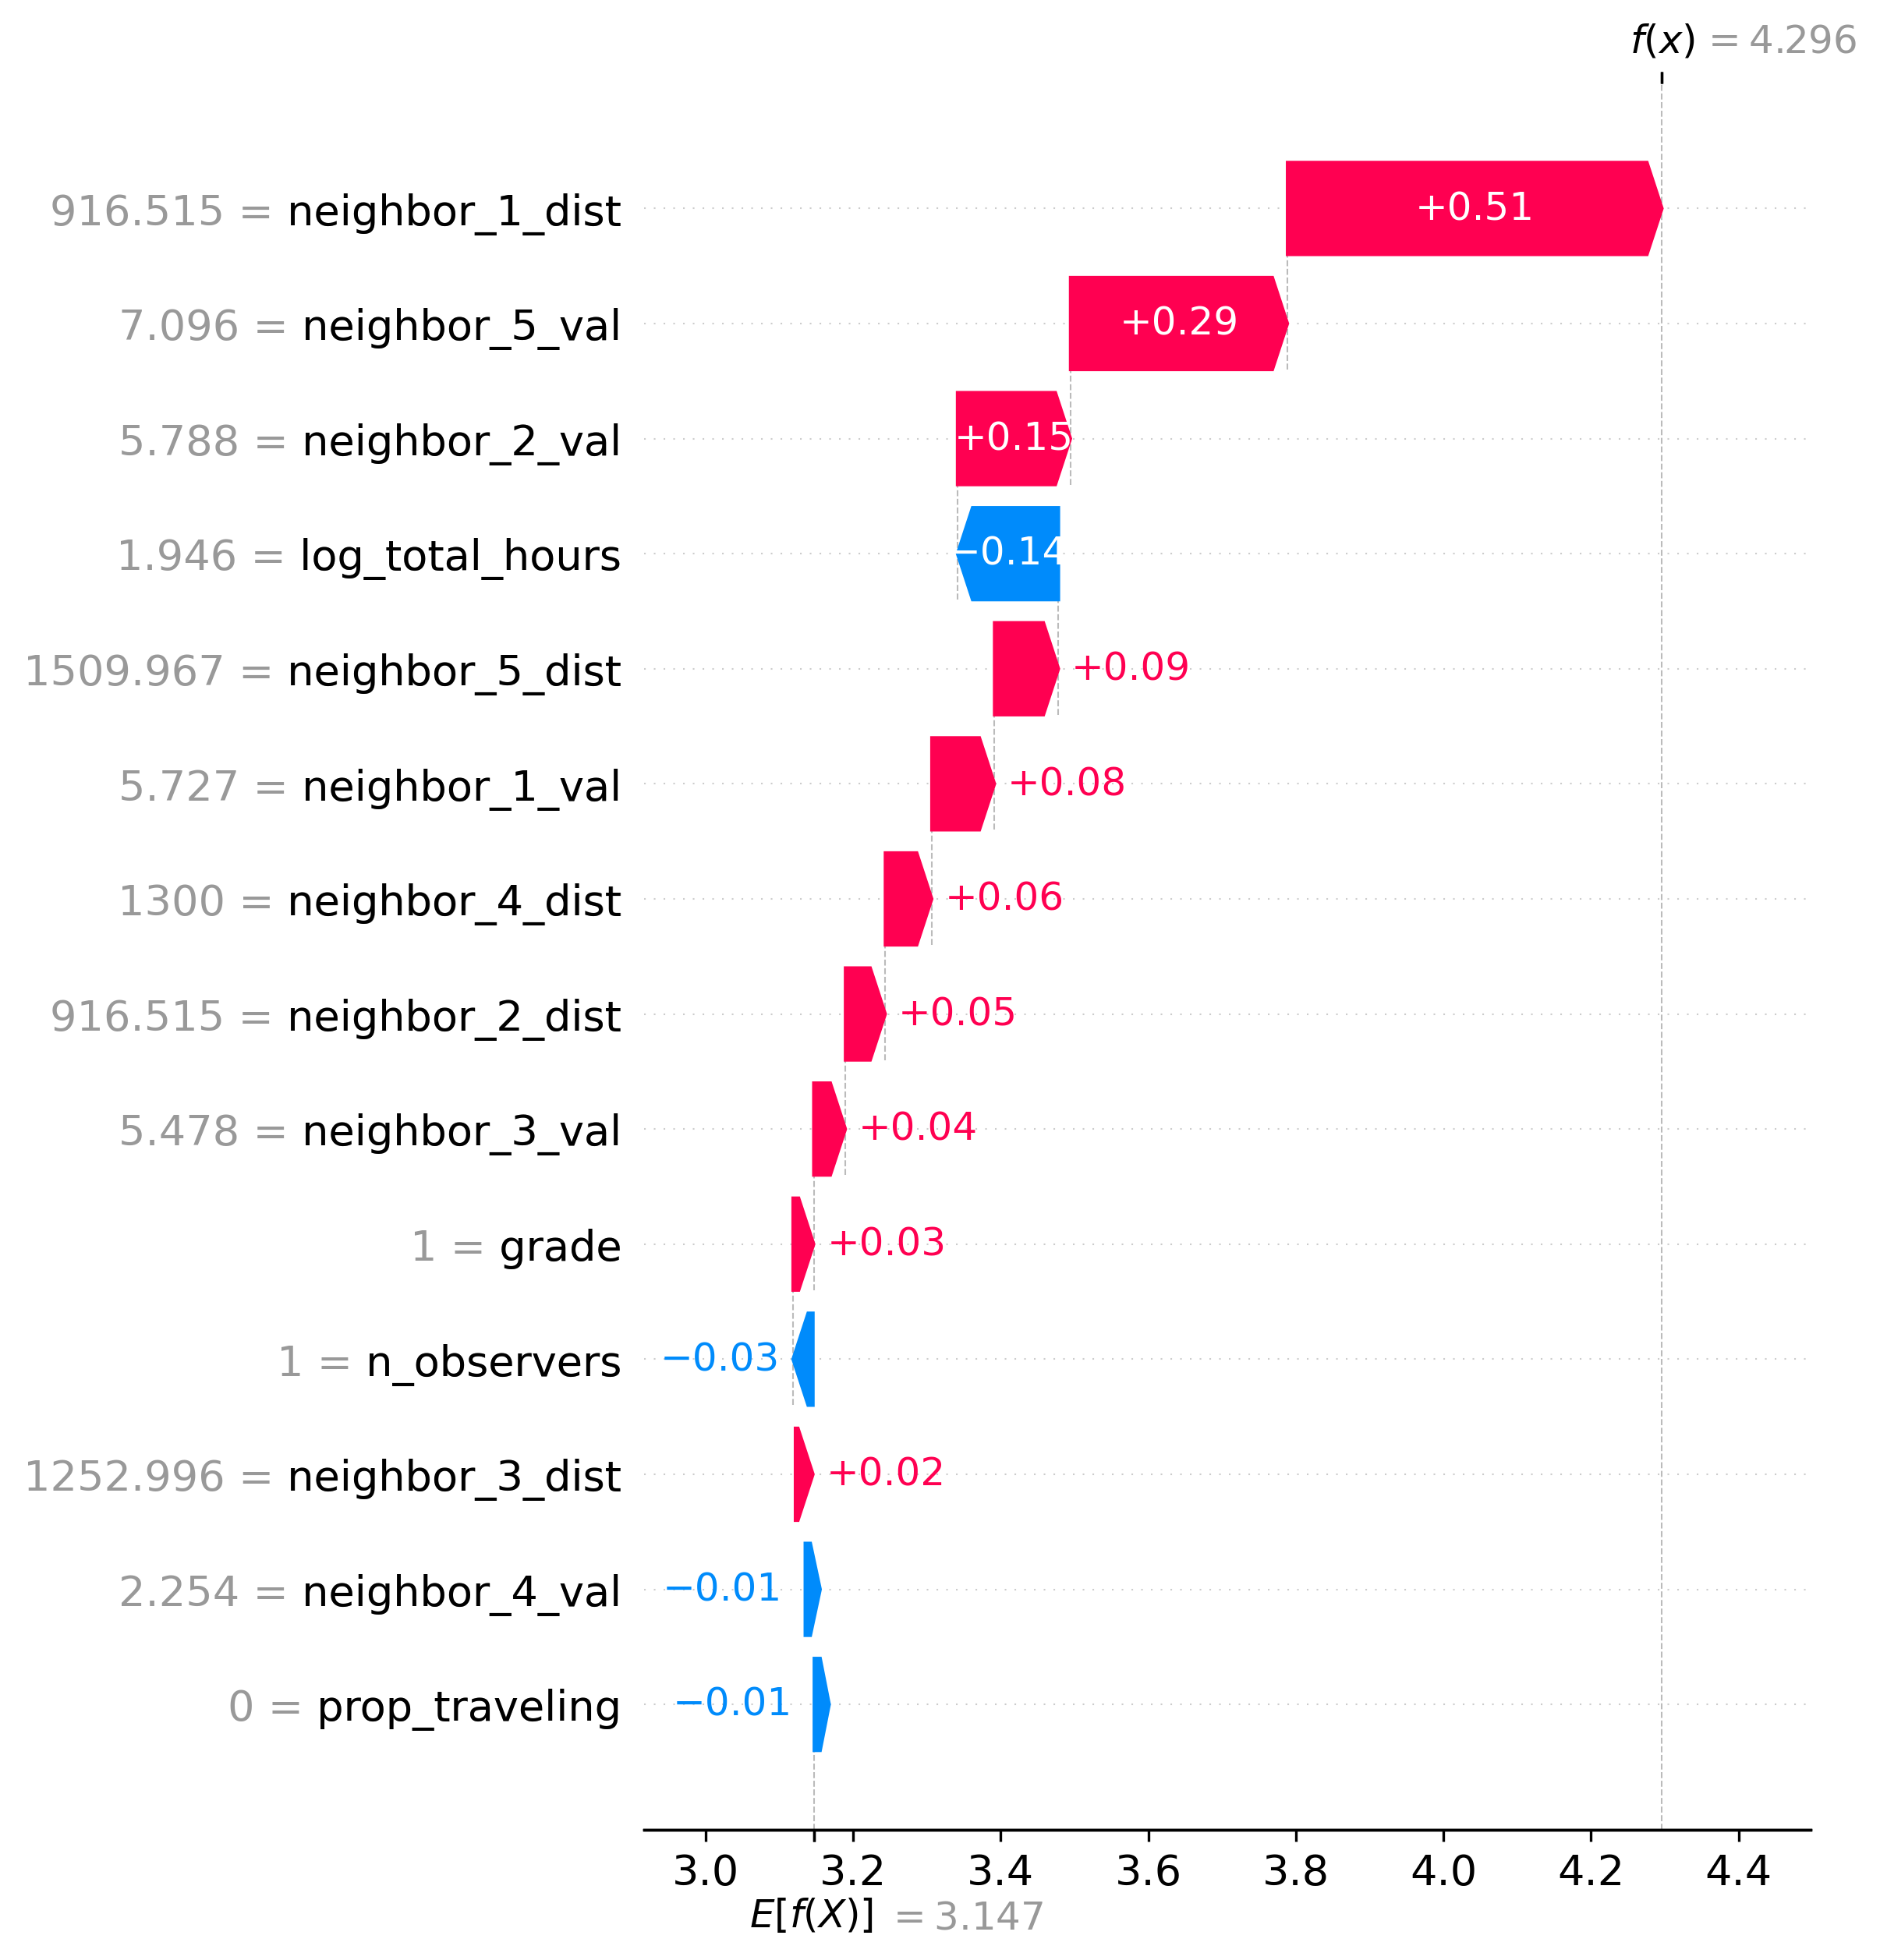 f(x) = 4.296
916.515 = neighbor_1_dist +0.51
7.096 = neighbor_5_val +0.29
5.788 = neighbor_2_val +0.15
1.946 = log_total_hours −0.14
1509.967 = neighbor_5_dist +0.09
5.727 = neighbor_1_val +0.08
1300 = neighbor_4_dist +0.06
916.515 = neighbor_2_dist +0.05
5.478 = neighbor_3_val +0.04
1 = grade +0.03
1 = n_observers −0.03
1252.996 = neighbor_3_dist +0.02
2.254 = neighbor_4_val −0.01
0 = prop_traveling −0.01
3.0 3.2 3.4 3.6 3.8 4.0 4.2 4.4
E[f(X)] = 3.147